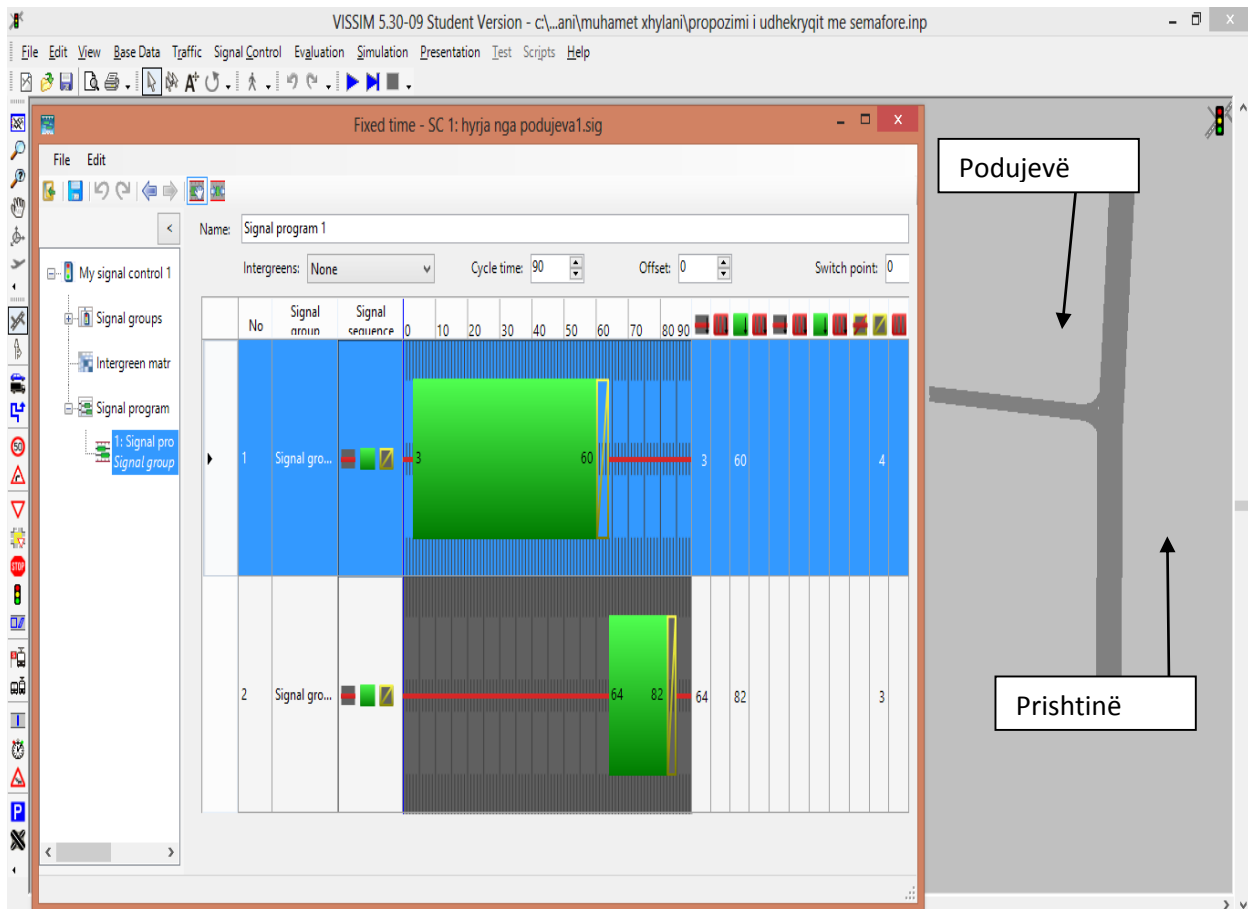 VISSIM 5.30-09 Student Version - c:\...ani\muhamet xhylani\propozimi i udhekryqit me semafore.inp
File Edit View Base Data Traffic Signal Control Evaluation Simulation Presentation Test Scripts Help
Fixed time - SC 1: hyrja nga podujeva1.sig
File Edit
Name: Signal program 1
Intergreens: None Cycle time: 90 Offset: 0 Switch point: 0
My signal control 1
Signal groups
Intergreen matr
Signal program
1: Signal pro
Signal group
No Signal group Signal sequence 0 10 20 30 40 50 60 70 80 90
1 Signal gro... 3 60 3 60 4
2 Signal gro... 64 82 64 82 3
Podujevë
Prishtinë
50
STOP
P